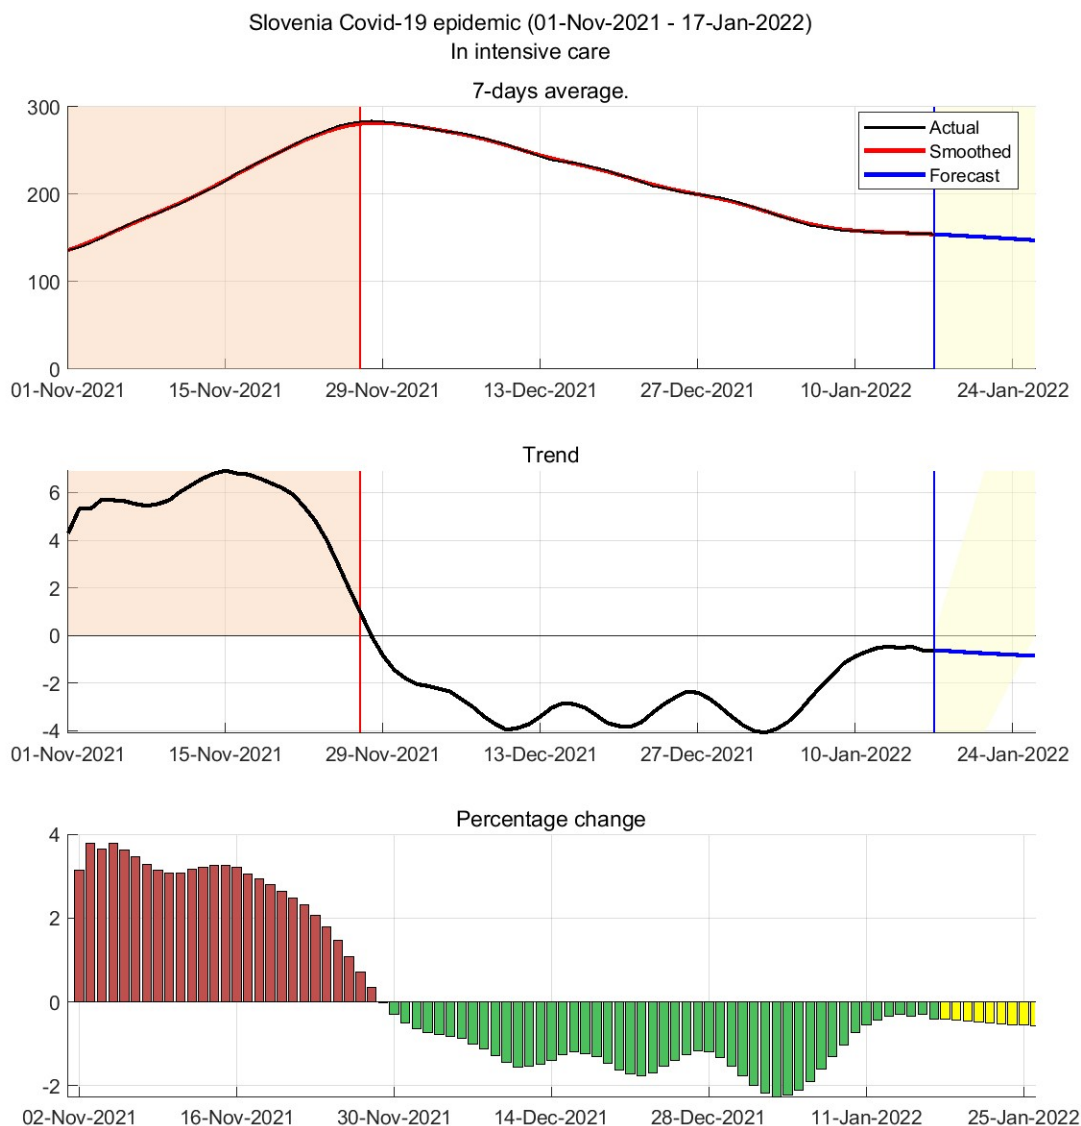 Slovenia Covid-19 epidemic (01-Nov-2021 - 17-Jan-2022)
In intensive care
7-days average.
300
200
100
0
Actual
Smoothed
Forecast
01-Nov-2021 15-Nov-2021 29-Nov-2021 13-Dec-2021 27-Dec-2021 10-Jan-2022 24-Jan-2022
Trend
6
4
2
0
-2
-4
01-Nov-2021 15-Nov-2021 29-Nov-2021 13-Dec-2021 27-Dec-2021 10-Jan-2022 24-Jan-2022
Percentage change
4
2
0
-2
02-Nov-2021 16-Nov-2021 30-Nov-2021 14-Dec-2021 28-Dec-2021 11-Jan-2022 25-Jan-2022